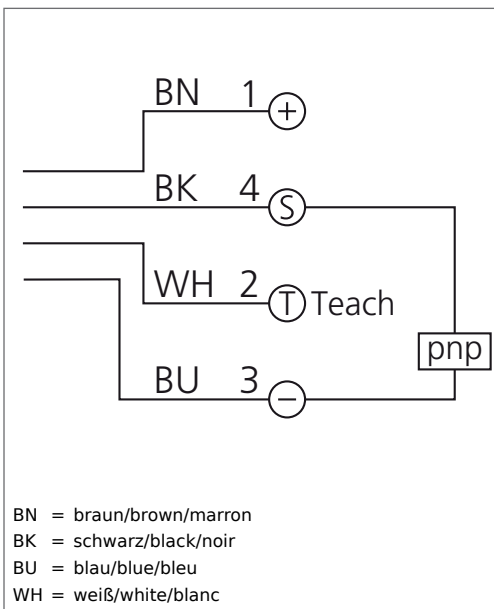 BN 1 +
BK 4 S
WH 2 T Teach
pnp
BU 3 −
BN = braun/brown/marron
BK = schwarz/black/noir
BU = blau/blue/bleu
WH = weiß/white/blanc